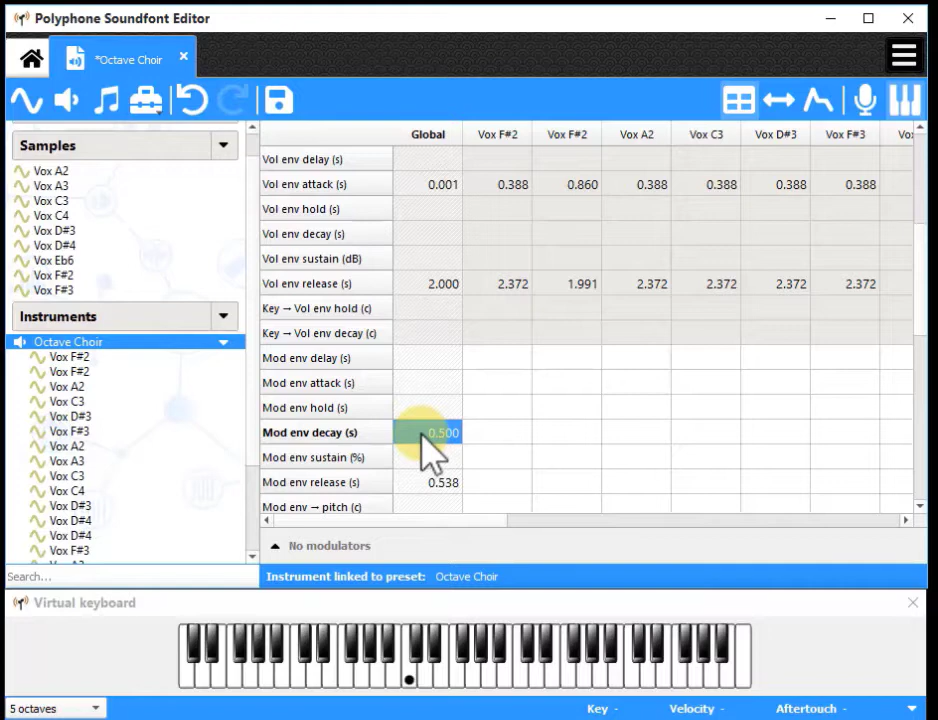 Polyphone Soundfont Editor
*Octave Choir
Samples
Vox A2
Vox A3
Vox C3
Vox C4
Vox D#3
Vox D#4
Vox Eb6
Vox F#2
Vox F#3
Instruments
Octave Choir
Vox F#2
Vox F#2
Vox A2
Vox C3
Vox D#3
Vox F#3
Vox A2
Vox A3
Vox C3
Vox C4
Vox D#3
Vox D#4
Vox D#4
Vox F#3
Search...
Global Vox F#2 Vox F#2 Vox A2 Vox C3 Vox D#3 Vox F#3
Vol env delay (s)
Vol env attack (s) 0.001 0.388 0.860 0.388 0.388 0.388 0.388
Vol env hold (s)
Vol env decay (s)
Vol env sustain (dB)
Vol env release (s) 2.000 2.372 1.991 2.372 2.372 2.372 2.372
Key → Vol env hold (c)
Key → Vol env decay (c)
Mod env delay (s)
Mod env attack (s)
Mod env hold (s)
Mod env decay (s) 0.500
Mod env sustain (%)
Mod env release (s) 0.538
Mod env → pitch (c)
No modulators
Instrument linked to preset: Octave Choir
Virtual keyboard
5 octaves Key - Velocity - Aftertouch -